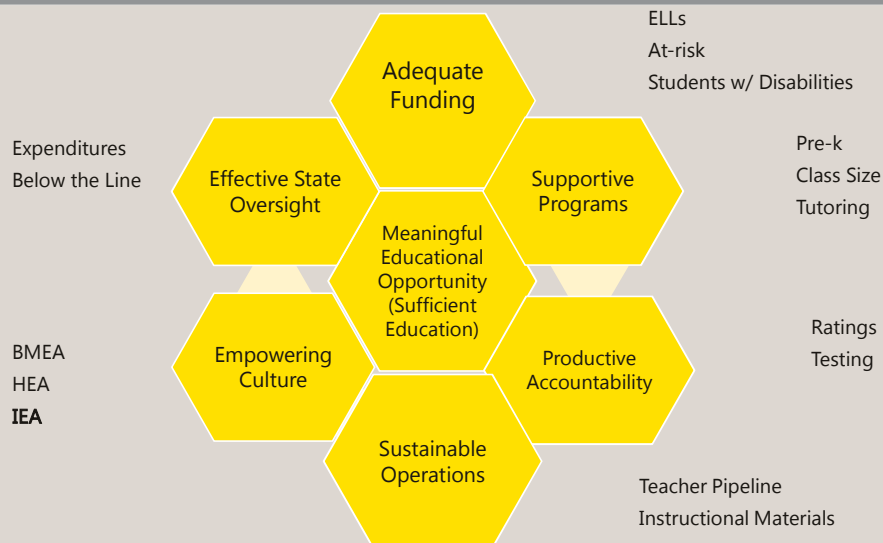 ELLs
At-risk
Students w/ Disabilities
Adequate
Funding
Expenditures
Below the Line
Effective State
Oversight
Supportive
Programs
Pre-k
Class Size
Tutoring
Meaningful
Educational
Opportunity
(Sufficient
Education)
BMEA
HEA
IEA
Empowering
Culture
Productive
Accountability
Ratings
Testing
Sustainable
Operations
Teacher Pipeline
Instructional Materials